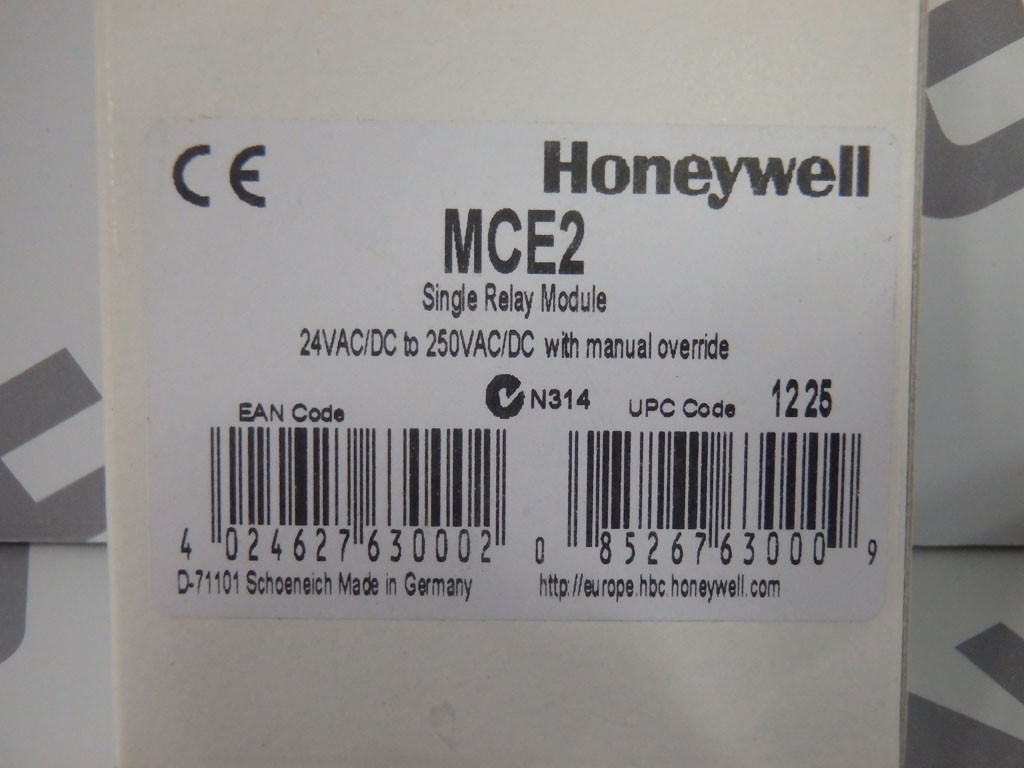 CE Honeywell
MCE2
Single Relay Module
24VAC/DC to 250VAC/DC with manual override
EAN Code N314 UPC Code 1225
4 024627 630002 0 85267 63000 9
D-71101 Schoeneich Made in Germany http://europe.hbc.honeywell.com